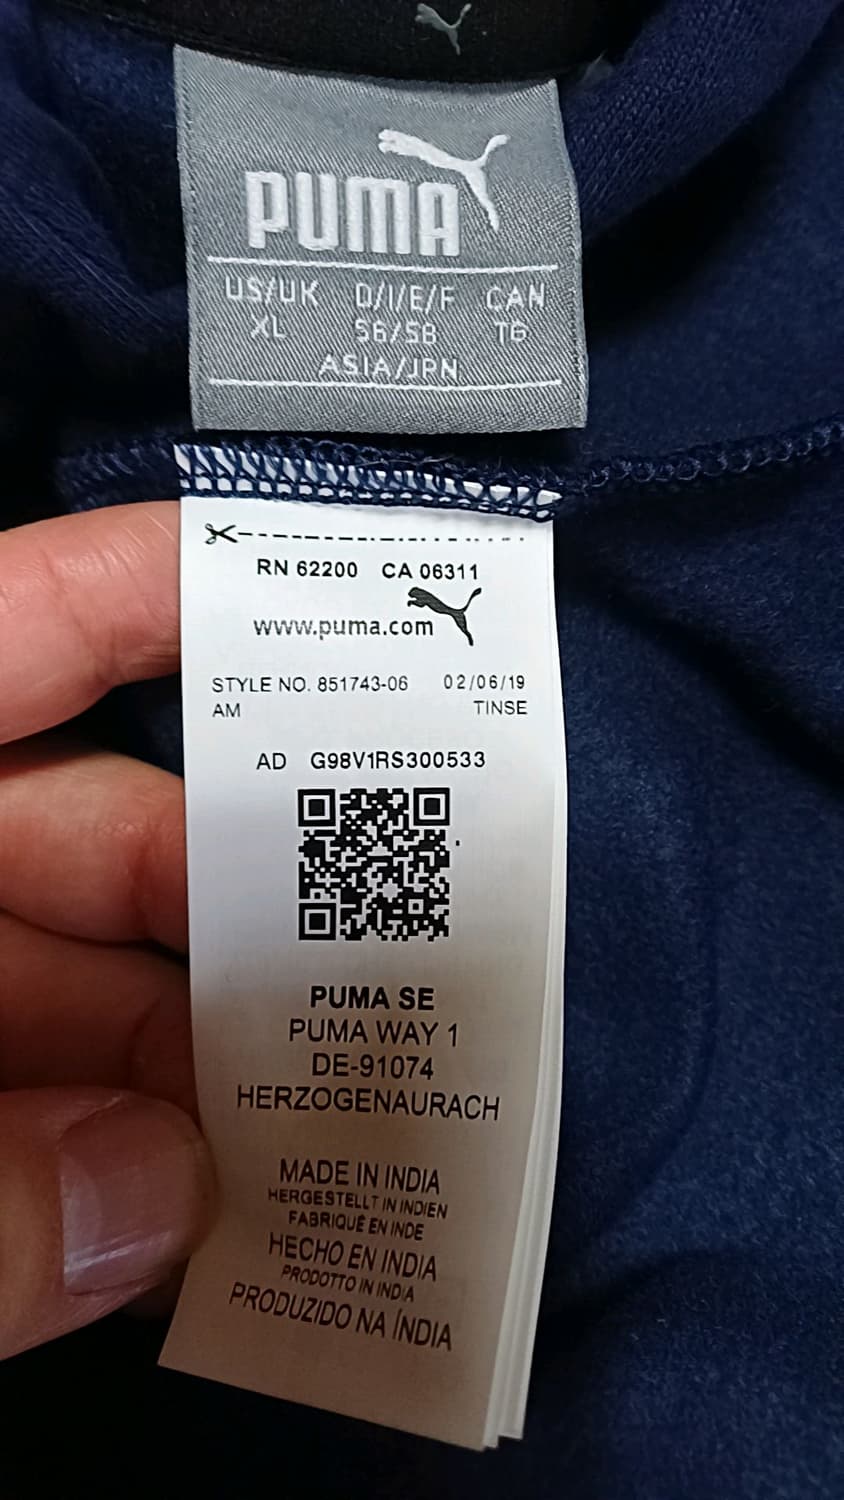 PUMA
US/UK D/I/E/F CAN
XL 56/58 TG
ASIA/JPN
RN 62200 CA 06311
www.puma.com
STYLE NO. 851743-06 02/06/19
AM TINSE
AD G98V1RS300533
PUMA SE
PUMA WAY 1
DE-91074
HERZOGENAURACH
MADE IN INDIA
HERGESTELLT IN INDIEN
FABRIQUÉ EN INDE
HECHO EN INDIA
PRODOTTO IN INDIA
PRODUZIDO NA ÍNDIA